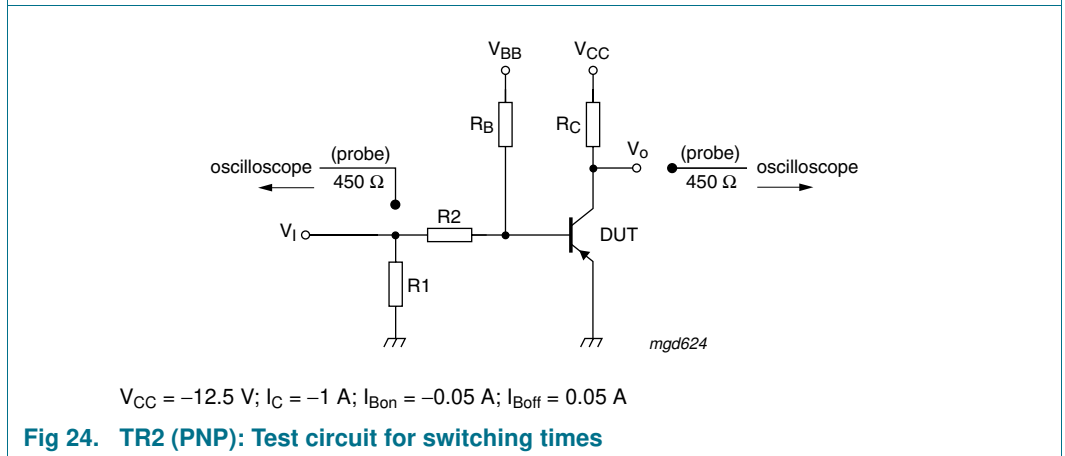 VBB
VCC
RB
RC
Vo
(probe)
450 Ω
oscilloscope
(probe)
450 Ω
oscilloscope
R2
VI
DUT
R1
mgd624
VCC = −12.5 V; IC = −1 A; IBon = −0.05 A; IBoff = 0.05 A
Fig 24. TR2 (PNP): Test circuit for switching times